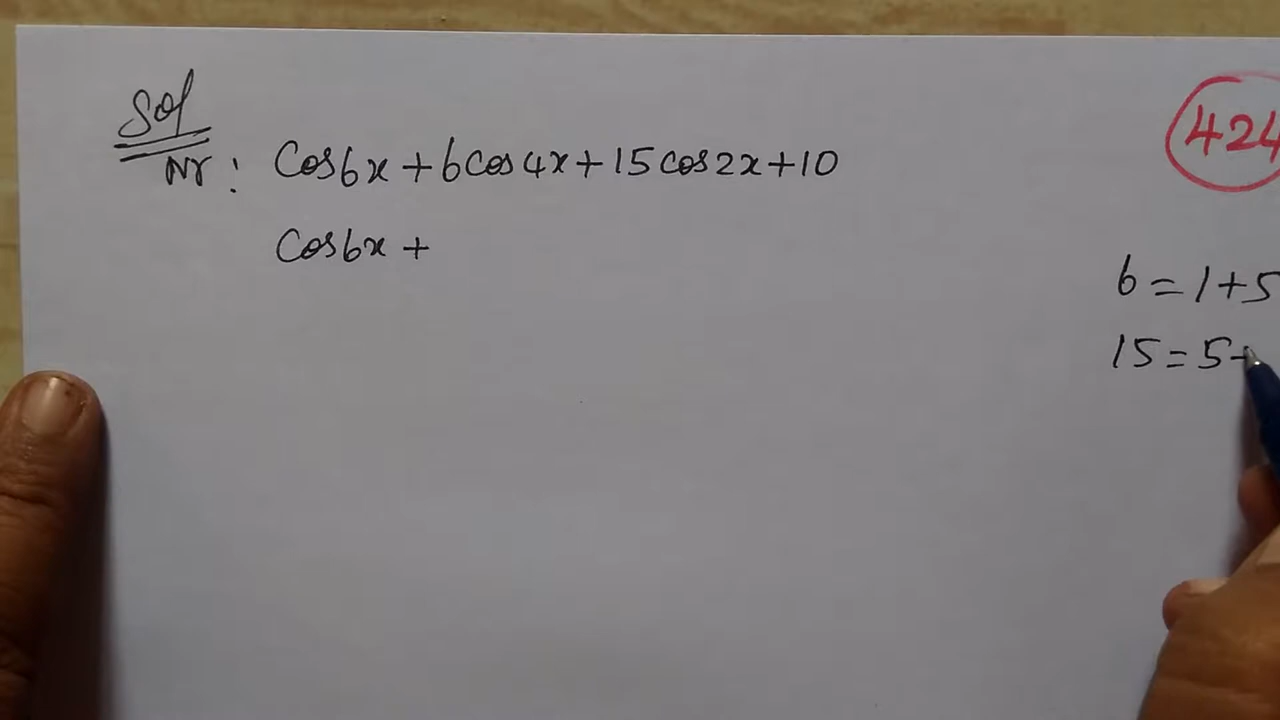 Sol
Nr : Cos6x + 6cos4x + 15cos2x + 10
Cos6x +
424
6 = 1 + 5
15 = 5 +